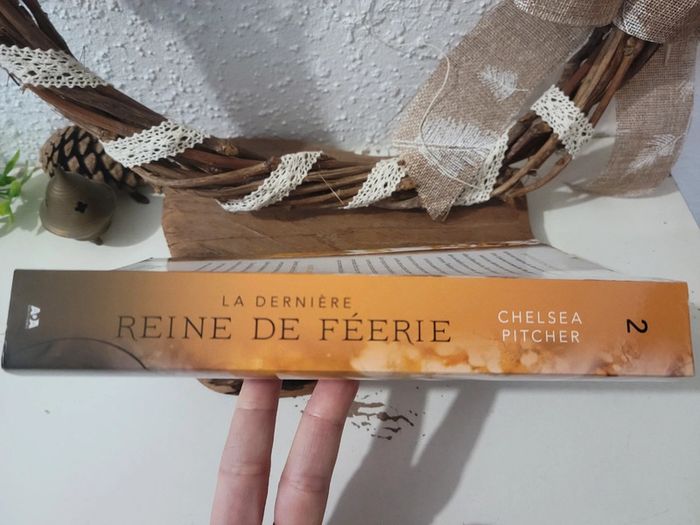 LA DERNIÈRE
REINE DE FÉERIE
CHELSEA
PITCHER
2